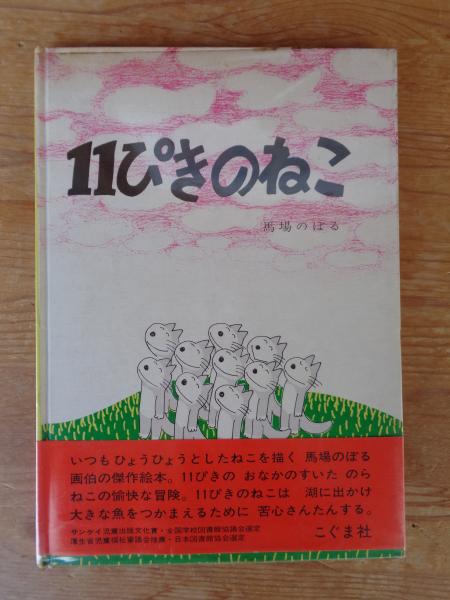 11ぴきのねこ
馬場のぼる
いつもひょうひょうとしたねこを描く 馬場のぼる
画伯の傑作絵本。11ぴきの おなかのすいた のら
ねこの愉快な冒険。11ぴきのねこは 湖に出かけ
大きな魚をつかまえるために 苦心さんたんする。
サンケイ児童出版文化賞・全国学校図書館協議会選定
厚生省児童福祉審議会推薦・日本図書館協会選定
こぐま社